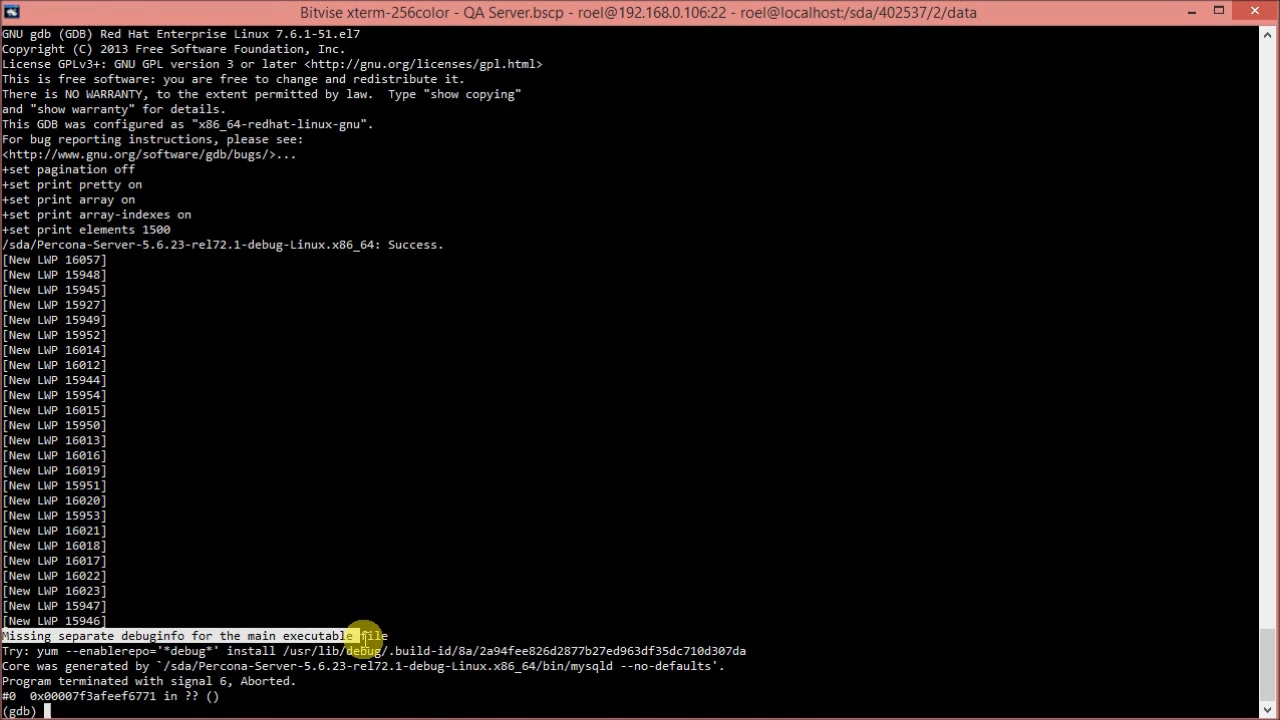 Bitvise xterm-256color - QA Server.bscp - roel@192.168.0.106:22 - roel@localhost:/sda/402537/2/data
GNU gdb (GDB) Red Hat Enterprise Linux 7.6.1-51.el7
Copyright (C) 2013 Free Software Foundation, Inc.
License GPLv3+: GNU GPL version 3 or later <http://gnu.org/licenses/gpl.html>
This is free software: you are free to change and redistribute it.
There is NO WARRANTY, to the extent permitted by law.  Type "show copying"
and "show warranty" for details.
This GDB was configured as "x86_64-redhat-linux-gnu".
For bug reporting instructions, please see:
<http://www.gnu.org/software/gdb/bugs/>...
+set pagination off
+set print pretty on
+set print array on
+set print array-indexes on
+set print elements 1500
/sda/Percona-Server-5.6.23-rel72.1-debug-Linux.x86_64: Success.
[New LWP 16057]
[New LWP 15948]
[New LWP 15945]
[New LWP 15927]
[New LWP 15949]
[New LWP 15952]
[New LWP 16014]
[New LWP 16012]
[New LWP 15944]
[New LWP 15954]
[New LWP 16015]
[New LWP 15950]
[New LWP 16013]
[New LWP 16016]
[New LWP 16019]
[New LWP 15951]
[New LWP 16020]
[New LWP 15953]
[New LWP 16021]
[New LWP 16018]
[New LWP 16017]
[New LWP 16022]
[New LWP 16023]
[New LWP 15947]
[New LWP 15946]
Missing separate debuginfo for the main executable file
Try: yum --enablerepo='*debug*' install /usr/lib/debug/.build-id/8a/2a94fee826d2877b27ed963df35dc710d307da
Core was generated by `/sda/Percona-Server-5.6.23-rel72.1-debug-Linux.x86_64/bin/mysqld --no-defaults'.
Program terminated with signal 6, Aborted.
#0  0x00007f3afeef6771 in ?? ()
(gdb)